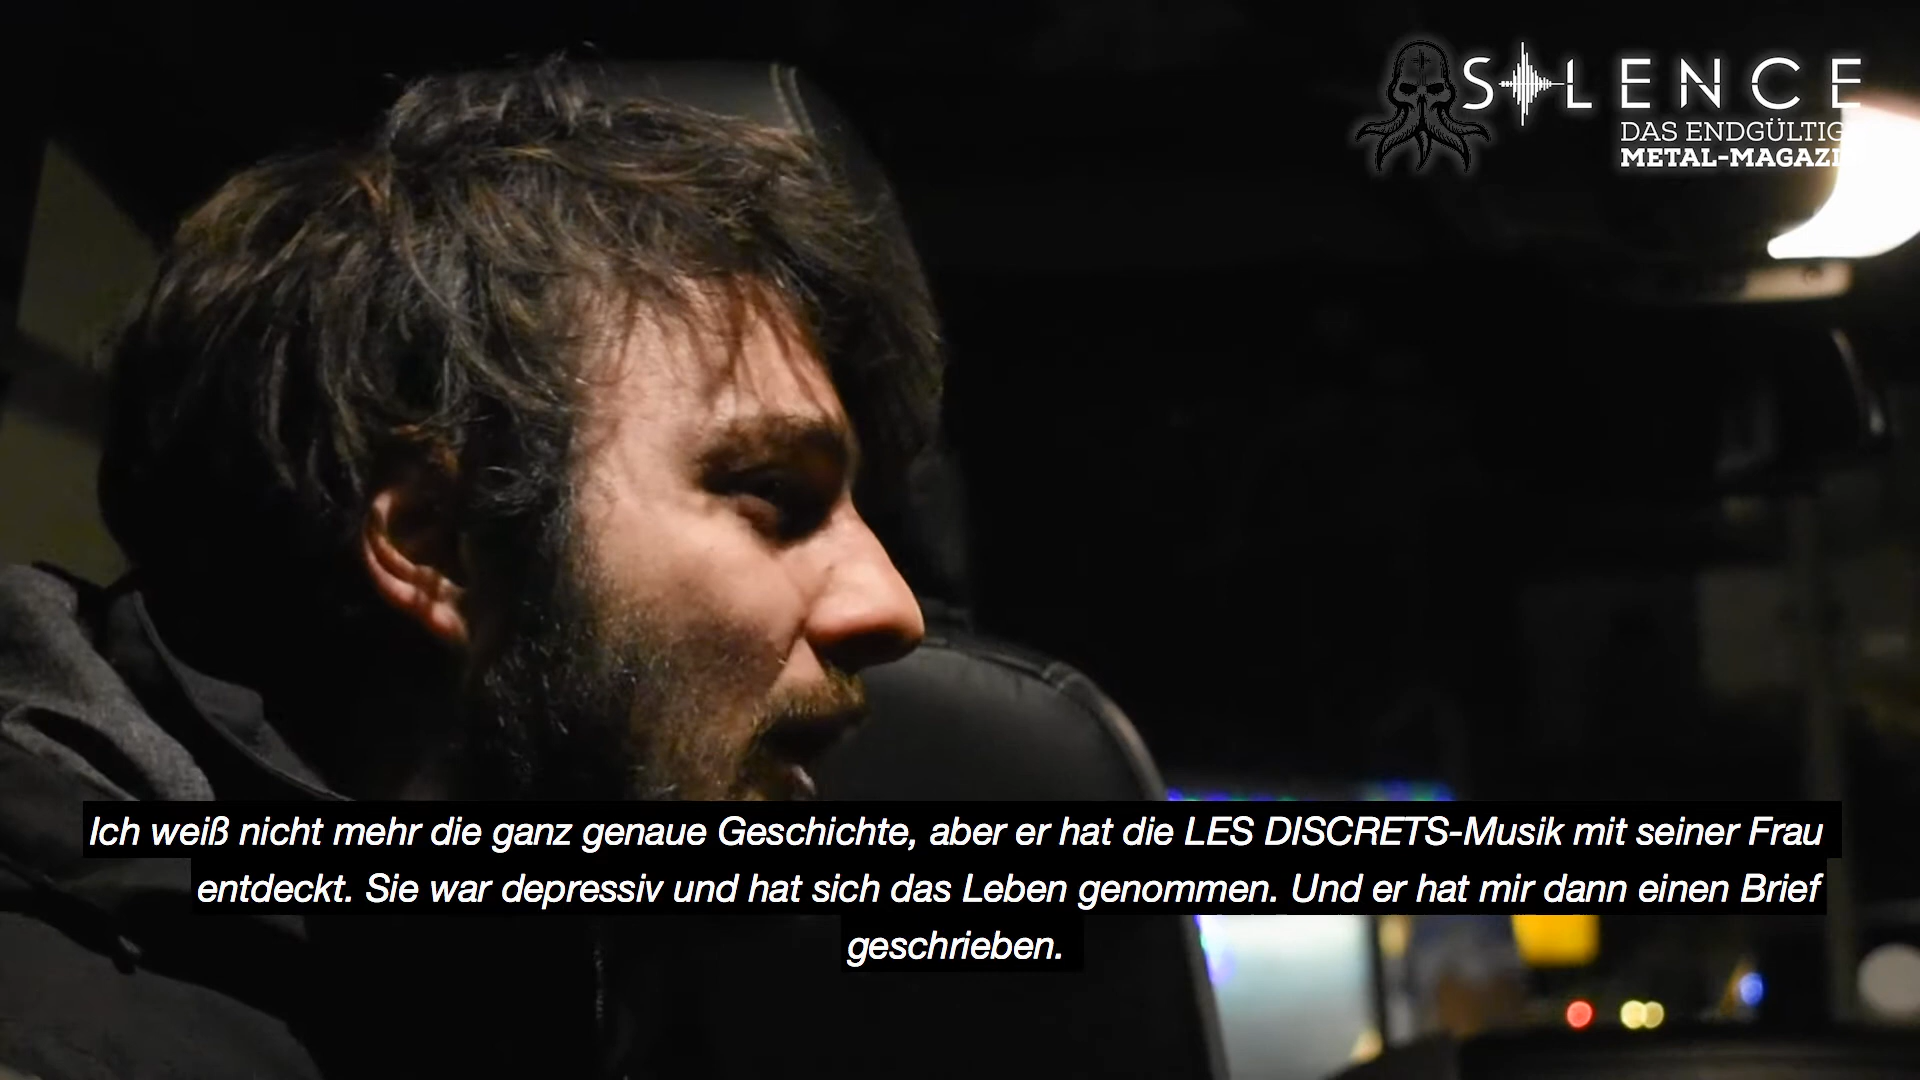 SILENCE
DAS ENDGÜLTIG
METAL-MAGAZI
Ich weiß nicht mehr die ganz genaue Geschichte, aber er hat die LES DISCRETS-Musik mit seiner Frau
entdeckt. Sie war depressiv und hat sich das Leben genommen. Und er hat mir dann einen Brief
geschrieben.